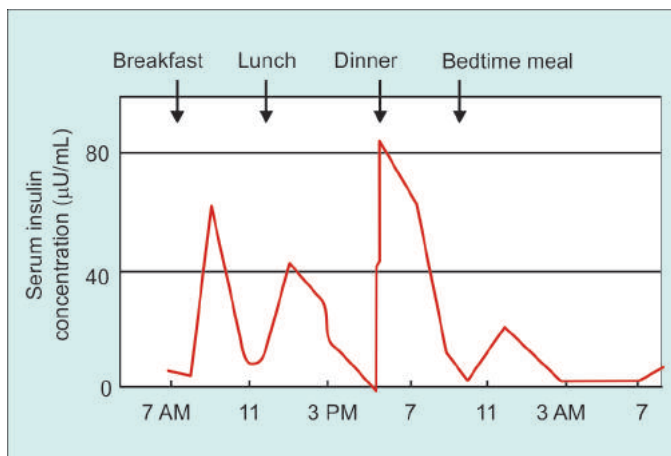 Breakfast Lunch Dinner Bedtime meal
Serum insulin
concentration (μU/mL)
80
40
0
7 AM 11 3 PM 7 11 3 AM 7